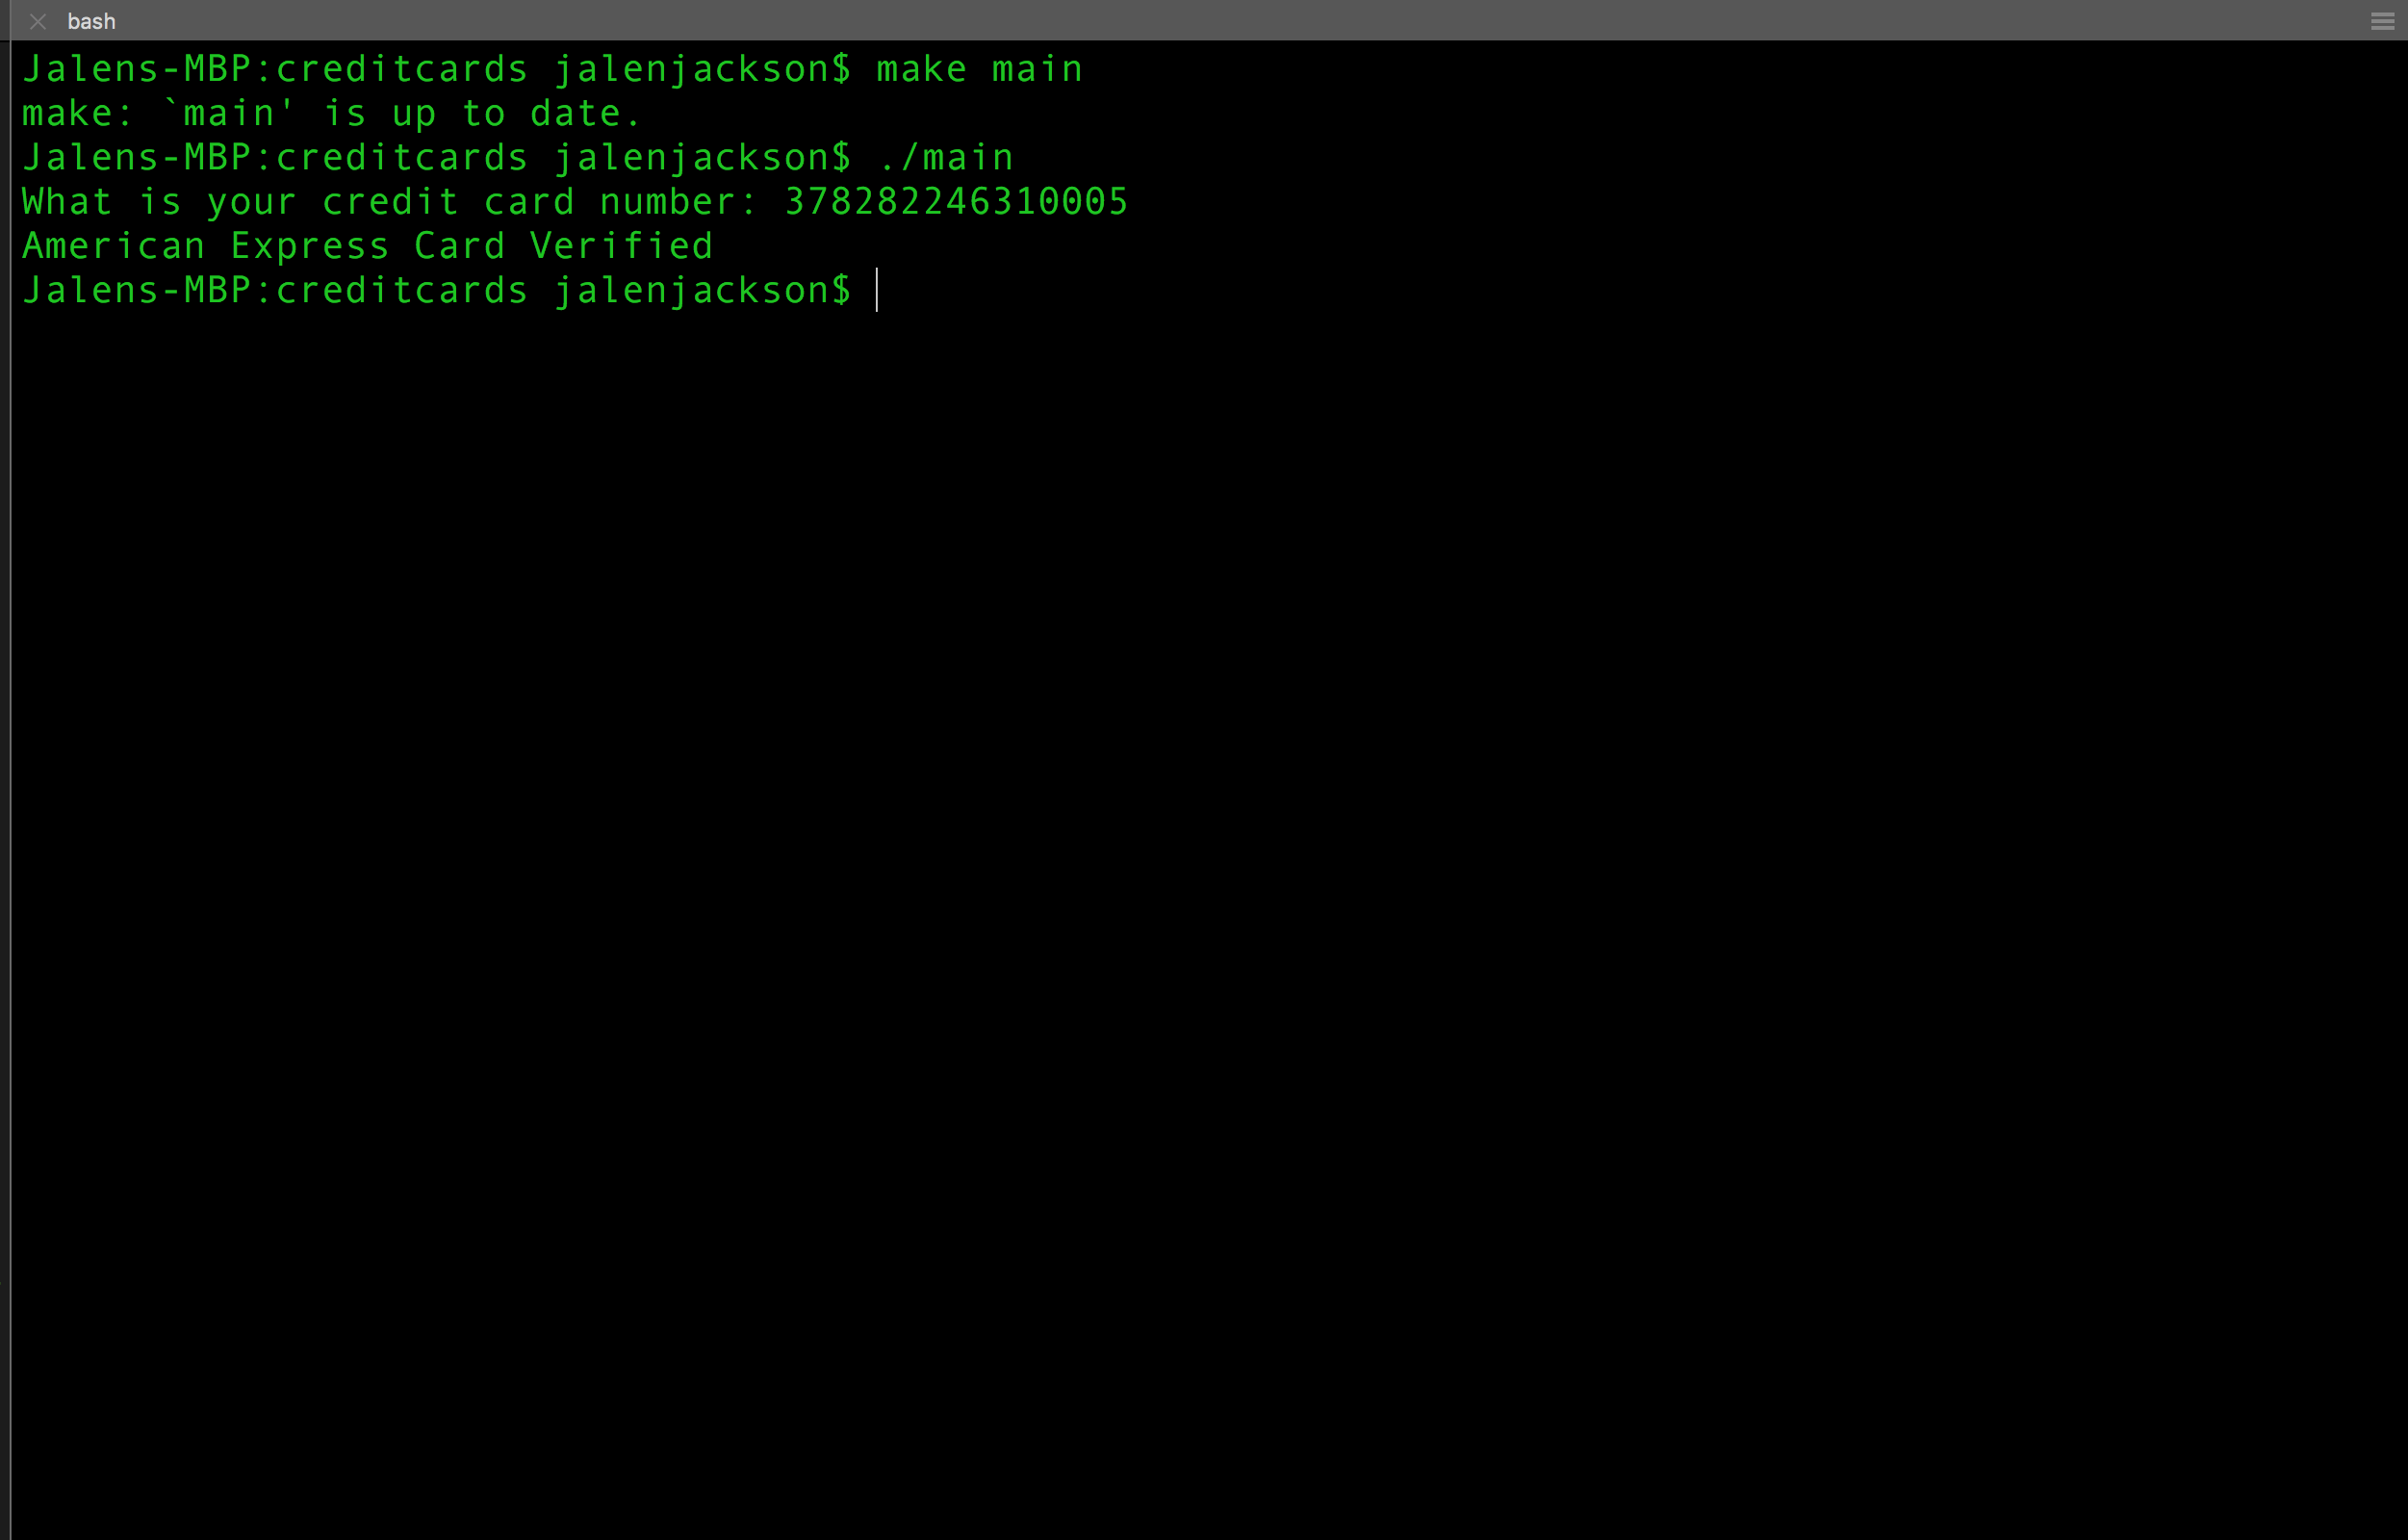 bash
Jalens-MBP:creditcards jalenjackson$ make main
make: `main' is up to date.
Jalens-MBP:creditcards jalenjackson$ ./main
What is your credit card number: 378282246310005
American Express Card Verified
Jalens-MBP:creditcards jalenjackson$